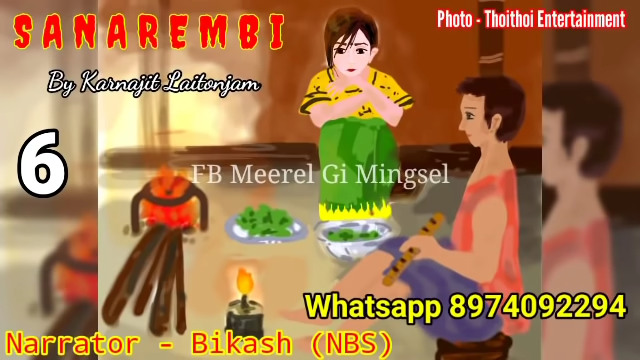 SANAREMBI
Photo - Thoithoi Entertainment
By Karnajit Laitonjam
6
FB Meerel Gi Mingsel
Whatsapp 8974092294
Narrator - Bikash (NBS)